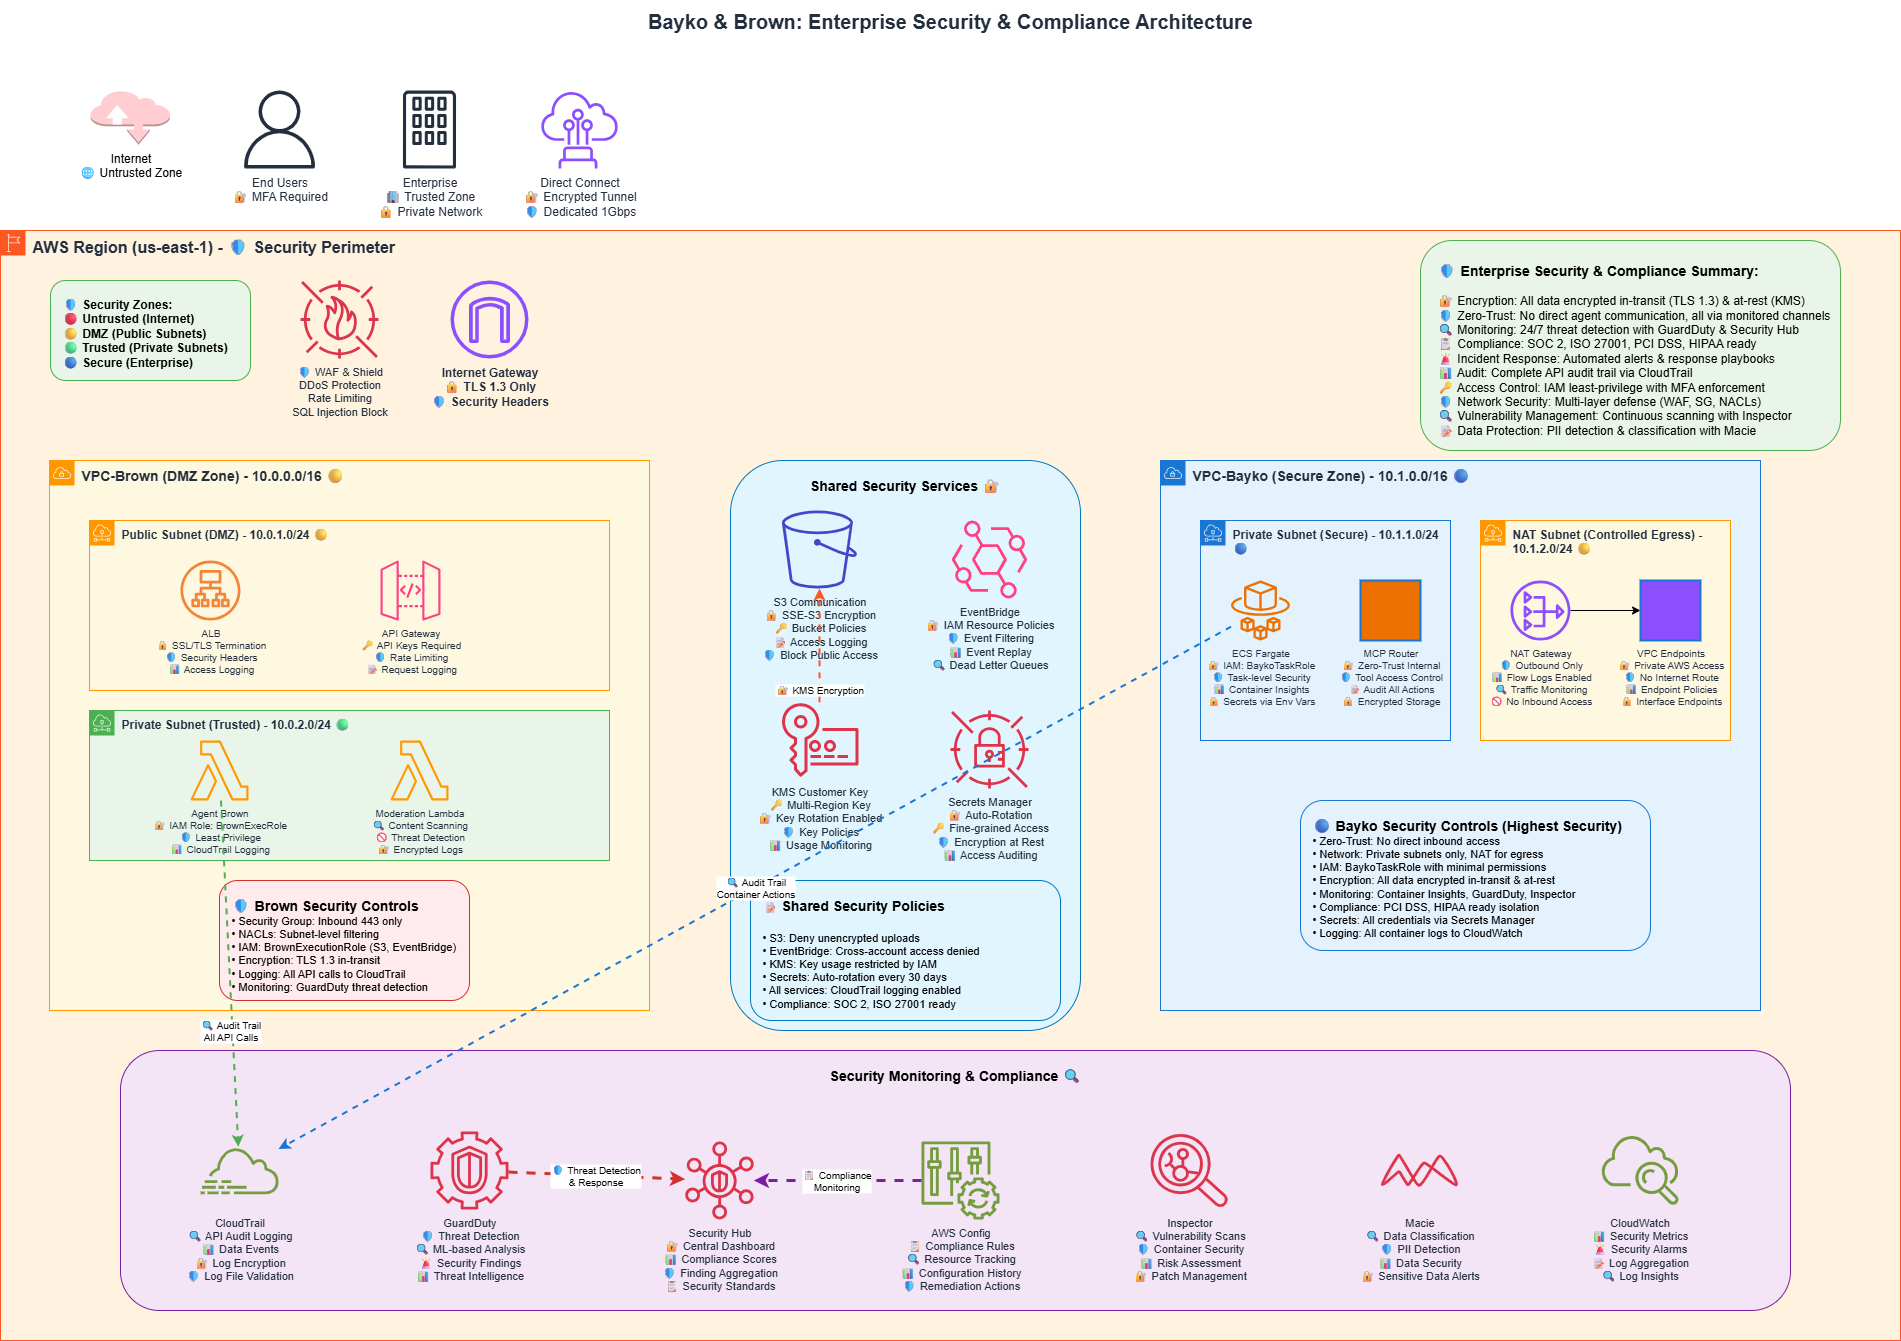 Bayko & Brown: Enterprise Security & Compliance Architecture
Internet
🌐 Untrusted Zone
End Users
🔐 MFA Required
Enterprise
🏢 Trusted Zone
🔒 Private Network
Direct Connect
🔐 Encrypted Tunnel
🛡️ Dedicated 1Gbps
AWS Region (us-east-1) - 🛡️ Security Perimeter
🛡️ Security Zones:
🔴 Untrusted (Internet)
🟡 DMZ (Public Subnets)
🟢 Trusted (Private Subnets)
🔵 Secure (Enterprise)
🛡️ WAF & Shield
DDoS Protection
Rate Limiting
SQL Injection Block
Internet Gateway
🔒 TLS 1.3 Only
🛡️ Security Headers
🛡️ Enterprise Security & Compliance Summary:
🔐 Encryption: All data encrypted in-transit (TLS 1.3) & at-rest (KMS)
🛡️ Zero-Trust: No direct agent communication, all via monitored channels
🔍 Monitoring: 24/7 threat detection with GuardDuty & Security Hub
📋 Compliance: SOC 2, ISO 27001, PCI DSS, HIPAA ready
🚨 Incident Response: Automated alerts & response playbooks
📊 Audit: Complete API audit trail via CloudTrail
🔑 Access Control: IAM least-privilege with MFA enforcement
🛡️ Network Security: Multi-layer defense (WAF, SG, NACLs)
🔍 Vulnerability Management: Continuous scanning with Inspector
📝 Data Protection: PII detection & classification with Macie
VPC-Brown (DMZ Zone) - 10.0.0.0/16 🟡
Public Subnet (DMZ) - 10.0.1.0/24 🟡
ALB
🔒 SSL/TLS Termination
🛡️ Security Headers
📊 Access Logging
API Gateway
🔑 API Keys Required
🛡️ Rate Limiting
📝 Request Logging
Private Subnet (Trusted) - 10.0.2.0/24 🟢
Agent Brown
🔐 IAM Role: BrownExecRole
🛡️ Least Privilege
📊 CloudTrail Logging
Moderation Lambda
🔍 Content Scanning
🚫 Threat Detection
🔐 Encrypted Logs
🛡️ Brown Security Controls
• Security Group: Inbound 443 only
• NACLs: Subnet-level filtering
• IAM: BrownExecutionRole (S3, EventBridge)
• Encryption: TLS 1.3 in-transit
• Logging: All API calls to CloudTrail
• Monitoring: GuardDuty threat detection
🔍 Audit Trail
All API Calls
Shared Security Services 🔐
S3 Communication
🔒 SSE-S3 Encryption
🔑 Bucket Policies
📝 Access Logging
🛡️ Block Public Access
EventBridge
🔐 IAM Resource Policies
🛡️ Event Filtering
📊 Event Replay
🔍 Dead Letter Queues
🔐 KMS Encryption
KMS Customer Key
🔑 Multi-Region Key
🔐 Key Rotation Enabled
🛡️ Key Policies
📊 Usage Monitoring
Secrets Manager
🔐 Auto-Rotation
🔑 Fine-grained Access
🛡️ Encryption at Rest
📊 Access Auditing
🔍 Audit Trail
Container Actions
📝 Shared Security Policies
• S3: Deny unencrypted uploads
• EventBridge: Cross-account access denied
• KMS: Key usage restricted by IAM
• Secrets: Auto-rotation every 30 days
• All services: CloudTrail logging enabled
• Compliance: SOC 2, ISO 27001 ready
VPC-Bayko (Secure Zone) - 10.1.0.0/16 🔵
Private Subnet (Secure) - 10.1.1.0/24
🔵
ECS Fargate
🔐 IAM: BaykoTaskRole
🛡️ Task-level Security
📊 Container Insights
🔒 Secrets via Env Vars
MCP Router
🔐 Zero-Trust Internal
🛡️ Tool Access Control
📝 Audit All Actions
🔒 Encrypted Storage
NAT Subnet (Controlled Egress) -
10.1.2.0/24 🟡
NAT Gateway
🛡️ Outbound Only
📊 Flow Logs Enabled
🔍 Traffic Monitoring
🚫 No Inbound Access
VPC Endpoints
🔐 Private AWS Access
🛡️ No Internet Route
📊 Endpoint Policies
🔒 Interface Endpoints
🔵 Bayko Security Controls (Highest Security)
• Zero-Trust: No direct inbound access
• Network: Private subnets only, NAT for egress
• IAM: BaykoTaskRole with minimal permissions
• Encryption: All data encrypted in-transit & at-rest
• Monitoring: Container Insights, GuardDuty, Inspector
• Compliance: PCI DSS, HIPAA ready isolation
• Secrets: All credentials via Secrets Manager
• Logging: All container logs to CloudWatch
Security Monitoring & Compliance 🔍
CloudTrail
🔍 API Audit Logging
📊 Data Events
🔐 Log Encryption
🛡️ Log File Validation
GuardDuty
🛡️ Threat Detection
🔍 ML-based Analysis
🚨 Security Findings
📊 Threat Intelligence
🛡️ Threat Detection
& Response
Security Hub
🔐 Central Dashboard
📊 Compliance Scores
🛡️ Finding Aggregation
📋 Security Standards
📋 Compliance
Monitoring
AWS Config
📋 Compliance Rules
🔍 Resource Tracking
📊 Configuration History
🛡️ Remediation Actions
Inspector
🔍 Vulnerability Scans
🛡️ Container Security
📊 Risk Assessment
🔐 Patch Management
Macie
🔍 Data Classification
🛡️ PII Detection
📊 Data Security
🔐 Sensitive Data Alerts
CloudWatch
📊 Security Metrics
🚨 Security Alarms
📝 Log Aggregation
🔍 Log Insights